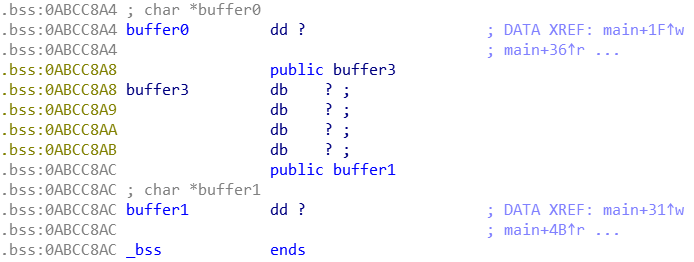 .bss:0ABCC8A4 ; char *buffer0
.bss:0ABCC8A4 buffer0 dd ? ; DATA XREF: main+1F↑w
.bss:0ABCC8A4 ; main+36↑r ...
.bss:0ABCC8A8 public buffer3
.bss:0ABCC8A8 buffer3 db ? ;
.bss:0ABCC8A9 db ? ;
.bss:0ABCC8AA db ? ;
.bss:0ABCC8AB db ? ;
.bss:0ABCC8AC public buffer1
.bss:0ABCC8AC ; char *buffer1
.bss:0ABCC8AC buffer1 dd ? ; DATA XREF: main+31↑w
.bss:0ABCC8AC ; main+4B↑r ...
.bss:0ABCC8AC _bss ends